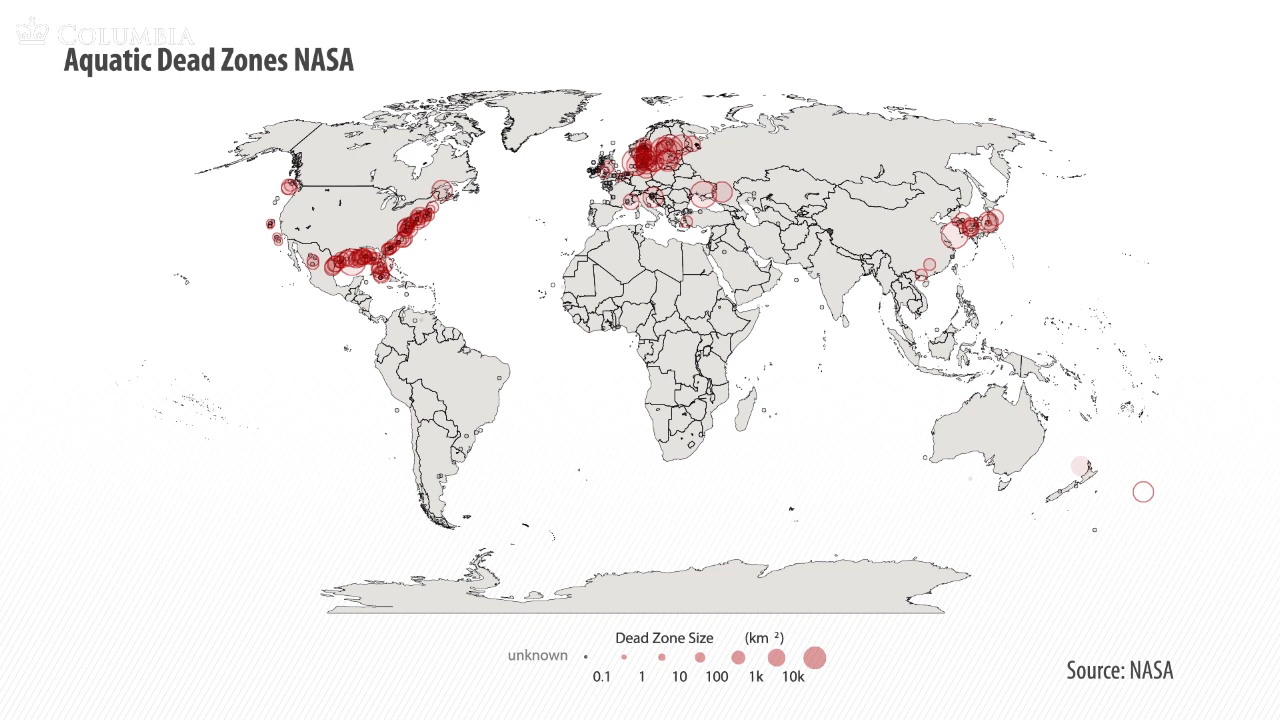 COLUMBIA
Aquatic Dead Zones NASA
Dead Zone Size (km ²)
unknown
0.1 1 10 100 1k 10k
Source: NASA